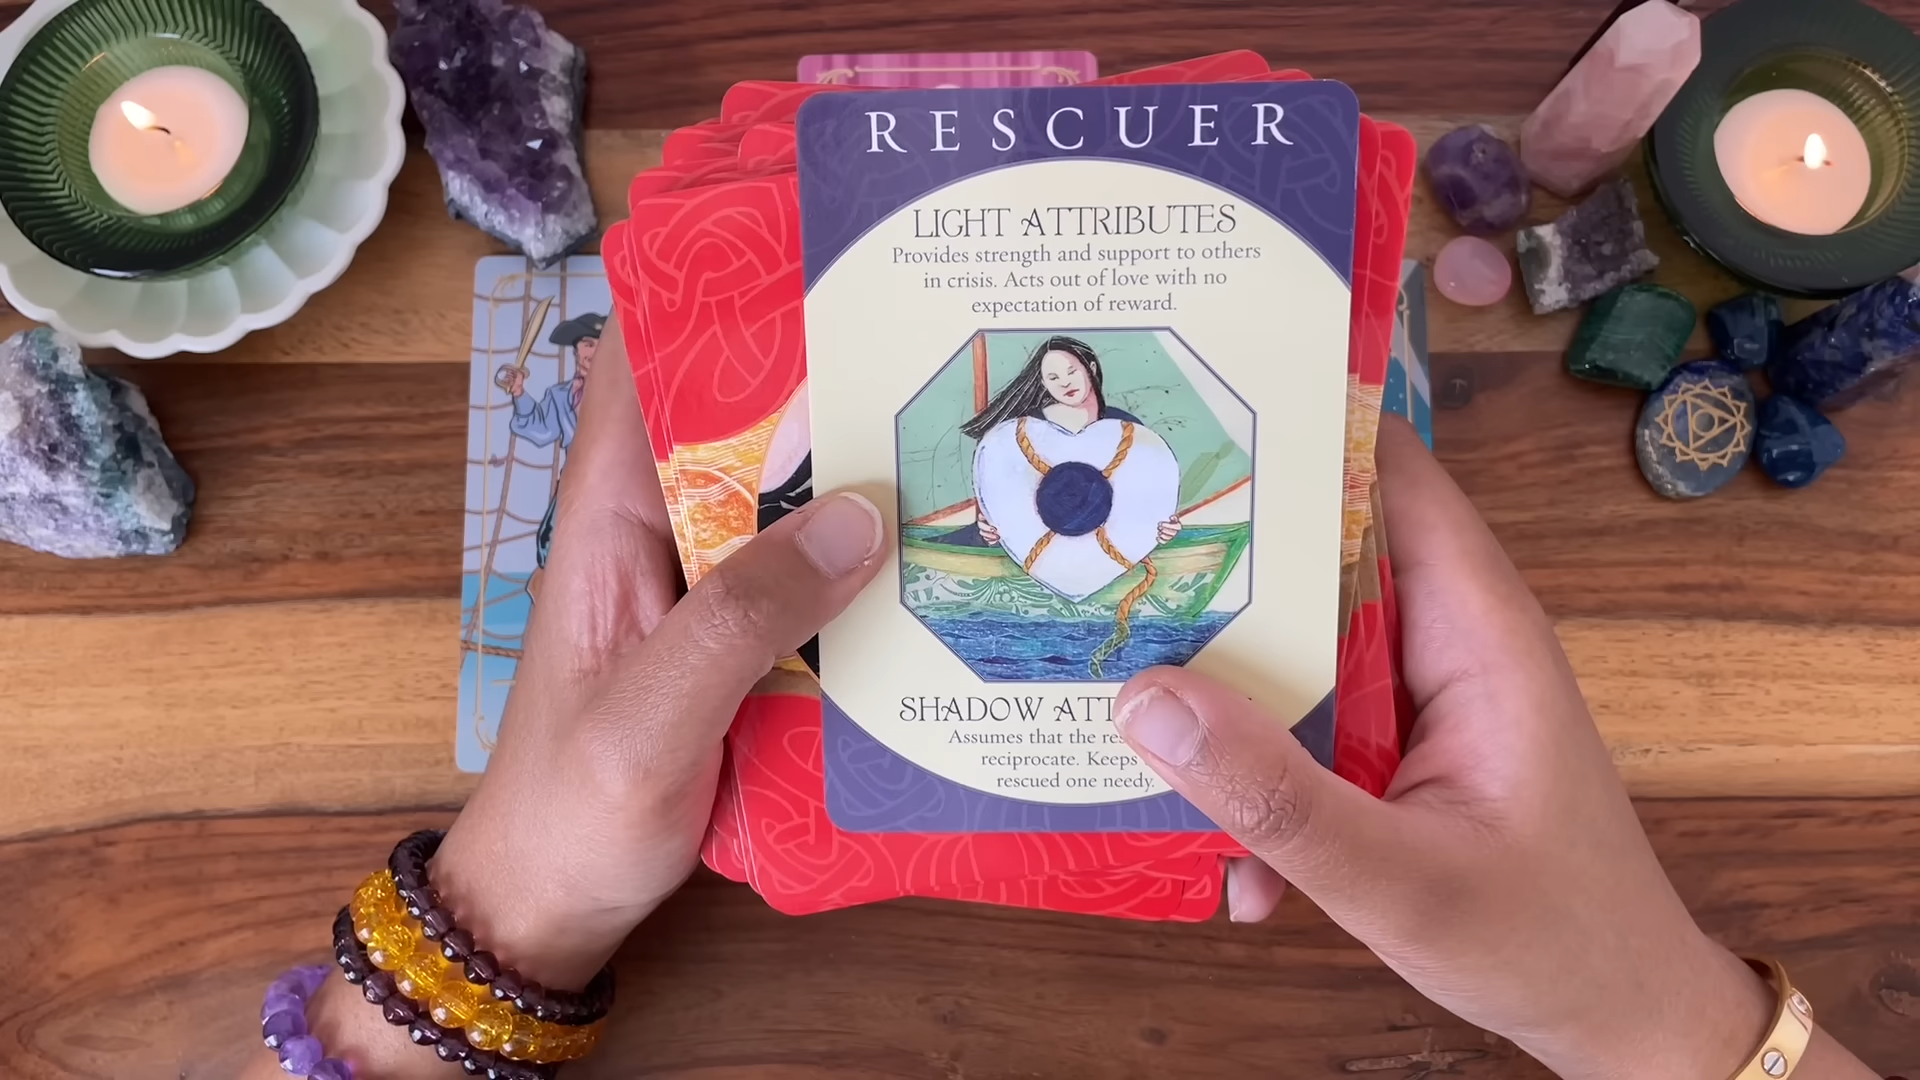 RESCUER
LIGHT ATTRIBUTES
Provides strength and support to others
in crisis. Acts out of love with no
expectation of reward.
SHADOW
Assumes that the
reciprocate. Keeps
rescued one needy.